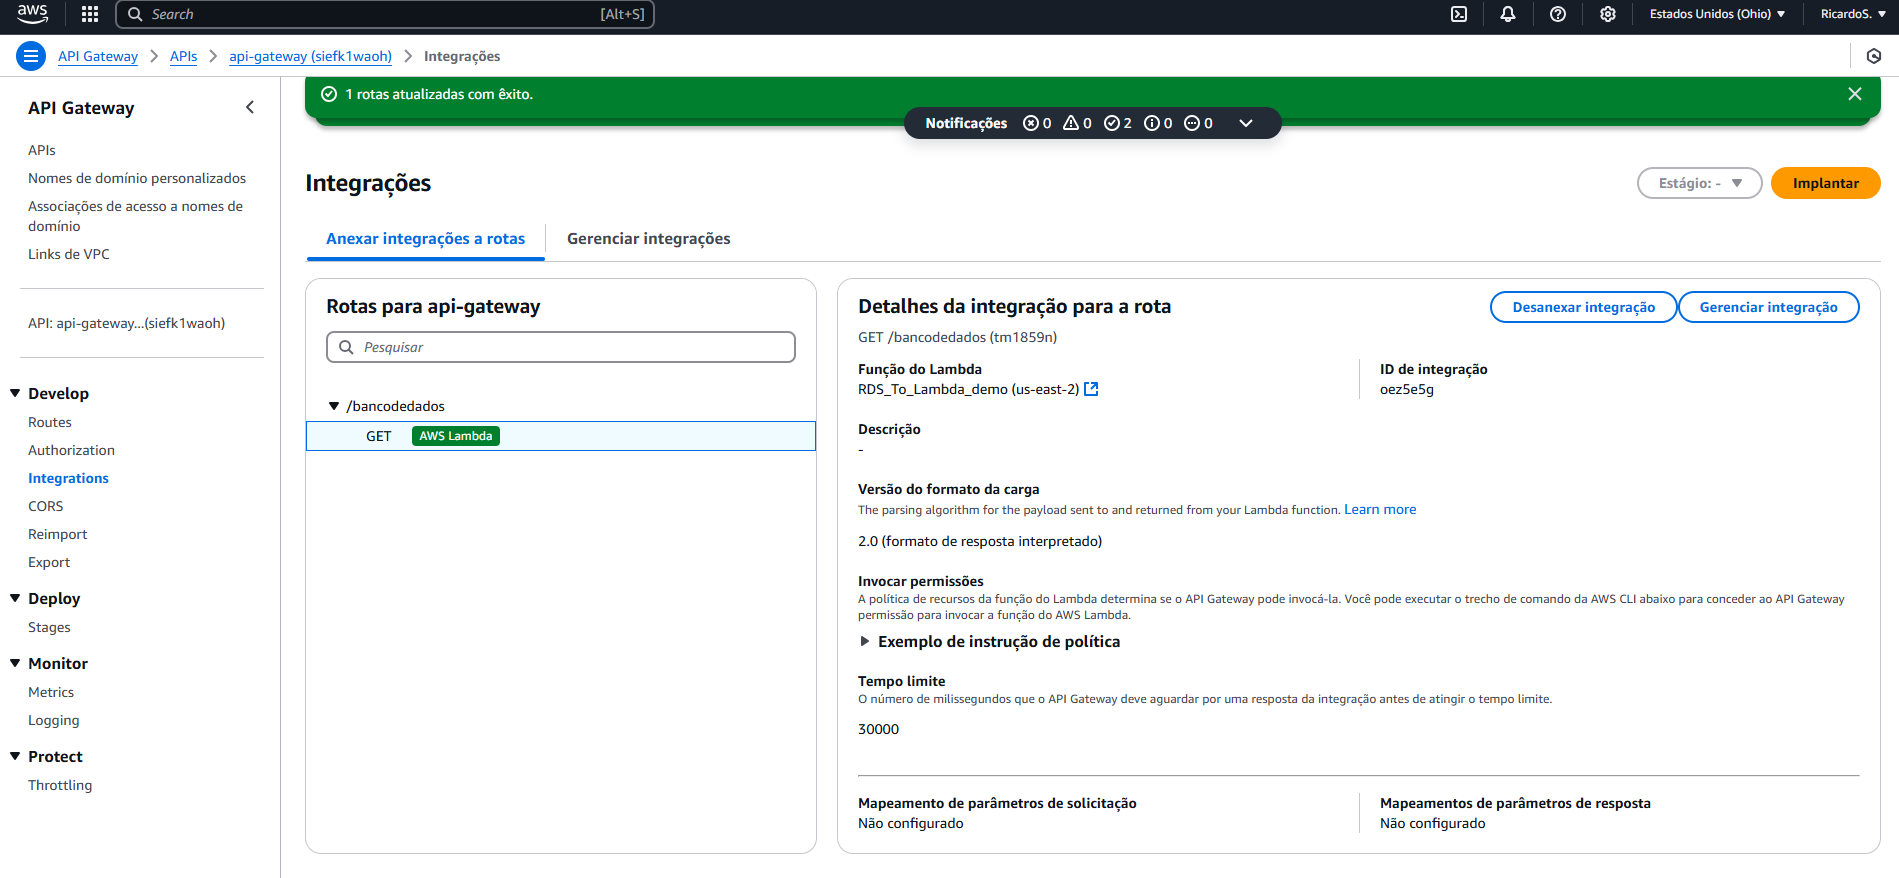 aws
Search [Alt+S]
Estados Unidos (Ohio)
RicardoS.
API Gateway
APIs
api-gateway (siefk1waoh)
Integrações
API Gateway
APIs
Nomes de domínio personalizados
Associações de acesso a nomes de
domínio
Links de VPC
API: api-gateway...(siefk1waoh)
Develop
Routes
Authorization
Integrations
CORS
Reimport
Export
Deploy
Stages
Monitor
Metrics
Logging
Protect
Throttling
1 rotas atualizadas com êxito.
Notificações 0 0 2 0 0
Integrações
Estágio: -
Implantar
Anexar integrações a rotas
Gerenciar integrações
Rotas para api-gateway
Pesquisar
/bancodedados
GET AWS Lambda
Detalhes da integração para a rota
Desanexar integração
Gerenciar integração
GET /bancodedados (tm1859n)
Função do Lambda
RDS_To_Lambda_demo (us-east-2)
ID de integração
oez5e5g
Descrição
-
Versão do formato da carga
The parsing algorithm for the payload sent to and returned from your Lambda function. Learn more
2.0 (formato de resposta interpretado)
Invocar permissões
A política de recursos da função do Lambda determina se o API Gateway pode invocá-la. Você pode executar o trecho de comando da AWS CLI abaixo para conceder ao API Gateway
permissão para invocar a função do AWS Lambda.
Exemplo de instrução de política
Tempo limite
O número de milissegundos que o API Gateway deve aguardar por uma resposta da integração antes de atingir o tempo limite.
30000
Mapeamento de parâmetros de solicitação
Não configurado
Mapeamentos de parâmetros de resposta
Não configurado